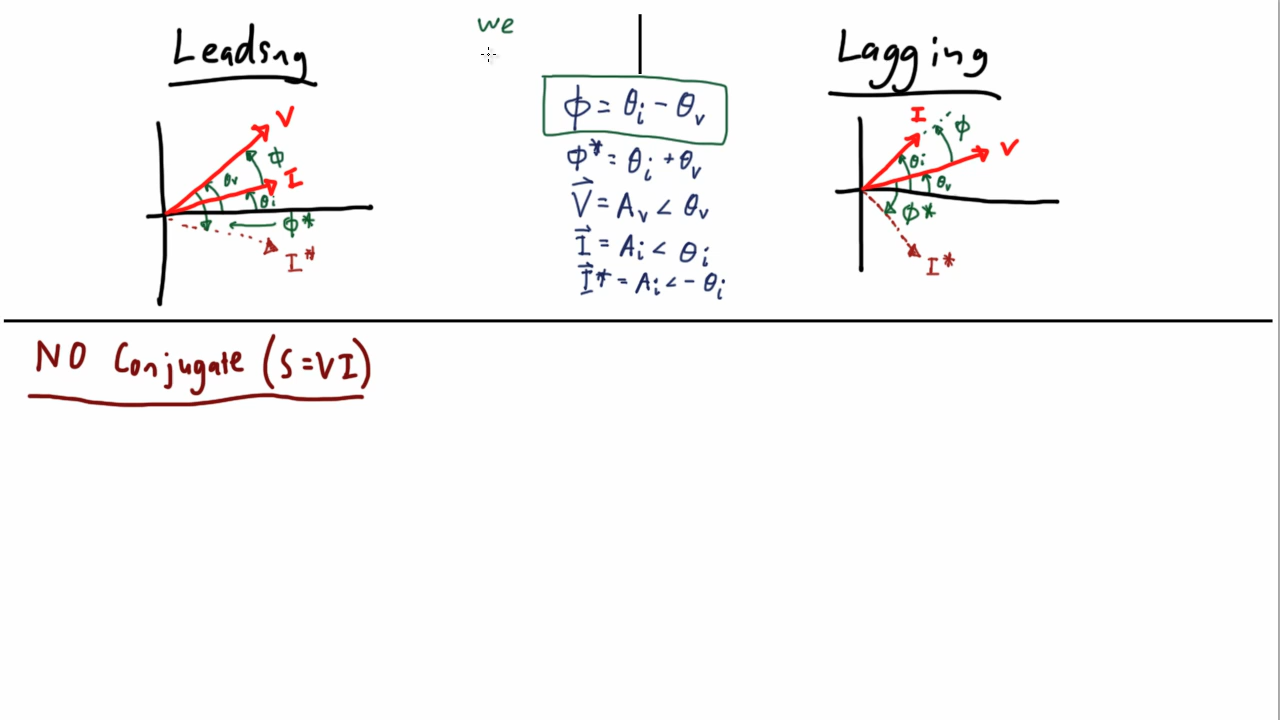 Leadsng
V
ϕ
θv
I
θi
ϕ*
I*
we
ϕ = θi - θv
ϕ* = θi + θv
V = Av ∠ θv
I = Ai ∠ θi
I* = Ai ∠ - θi
Lagging
I
ϕ
V
θi
θv
ϕ*
I*
NO Conjugate (S=VI)